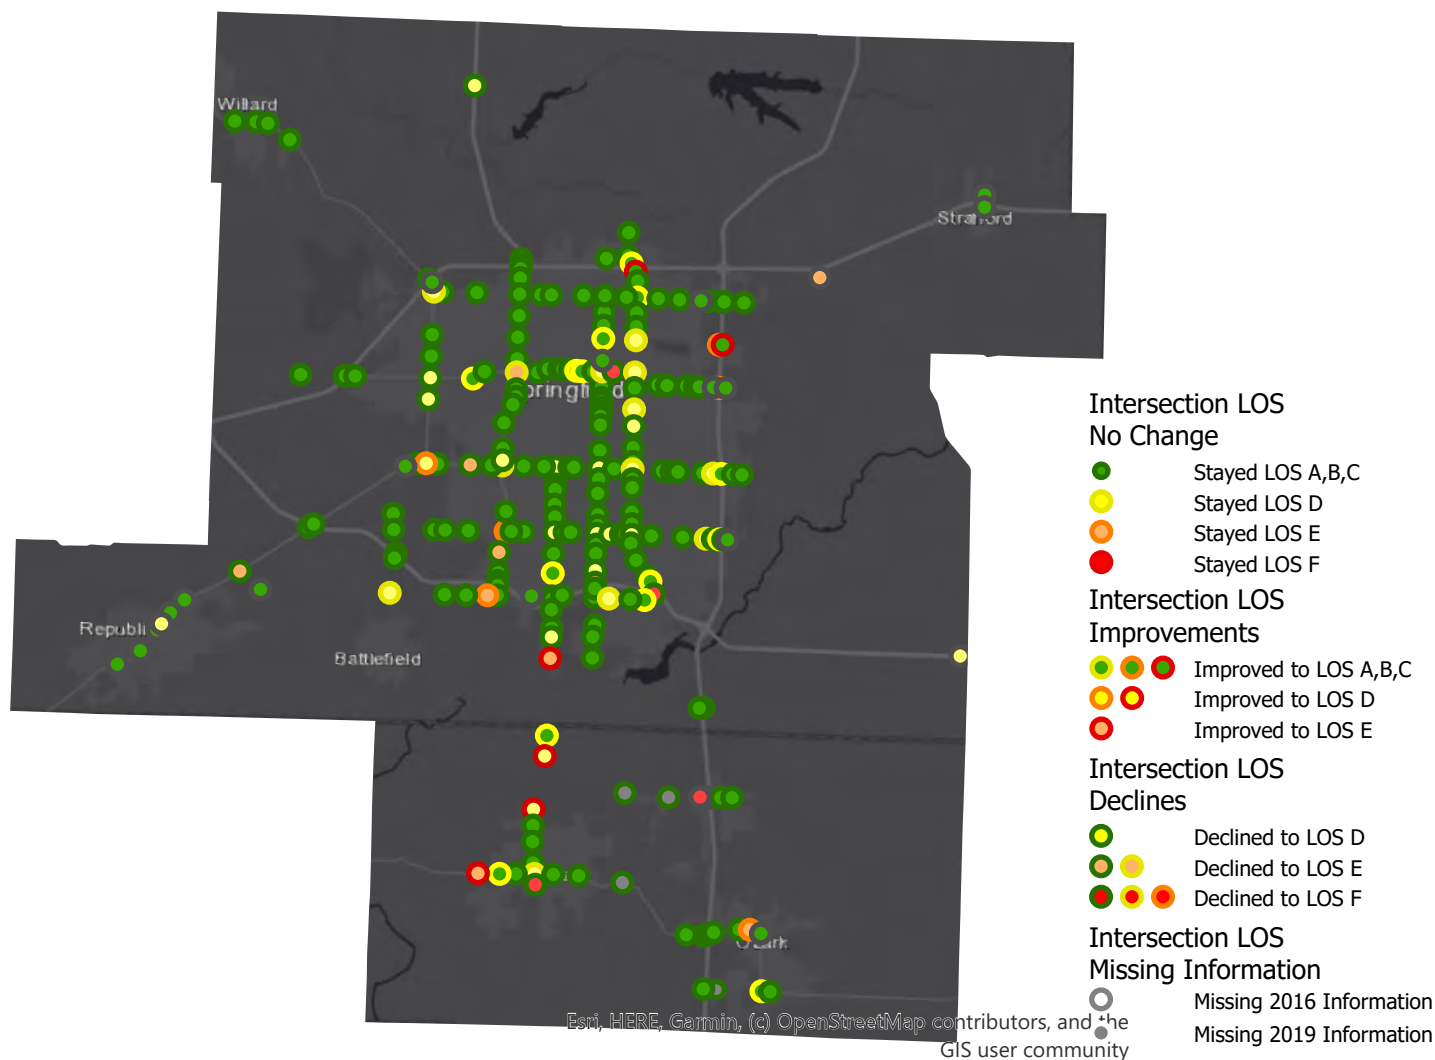 Willard
Strafford
Springfield
Republi
Battlefield
Ozark
Intersection LOS
No Change
Stayed LOS A,B,C
Stayed LOS D
Stayed LOS E
Stayed LOS F
Intersection LOS
Improvements
Improved to LOS A,B,C
Improved to LOS D
Improved to LOS E
Intersection LOS
Declines
Declined to LOS D
Declined to LOS E
Declined to LOS F
Intersection LOS
Missing Information
Missing 2016 Information
Missing 2019 Information
Esri, HERE, Garmin, (c) OpenStreetMap contributors, and the
GIS user community